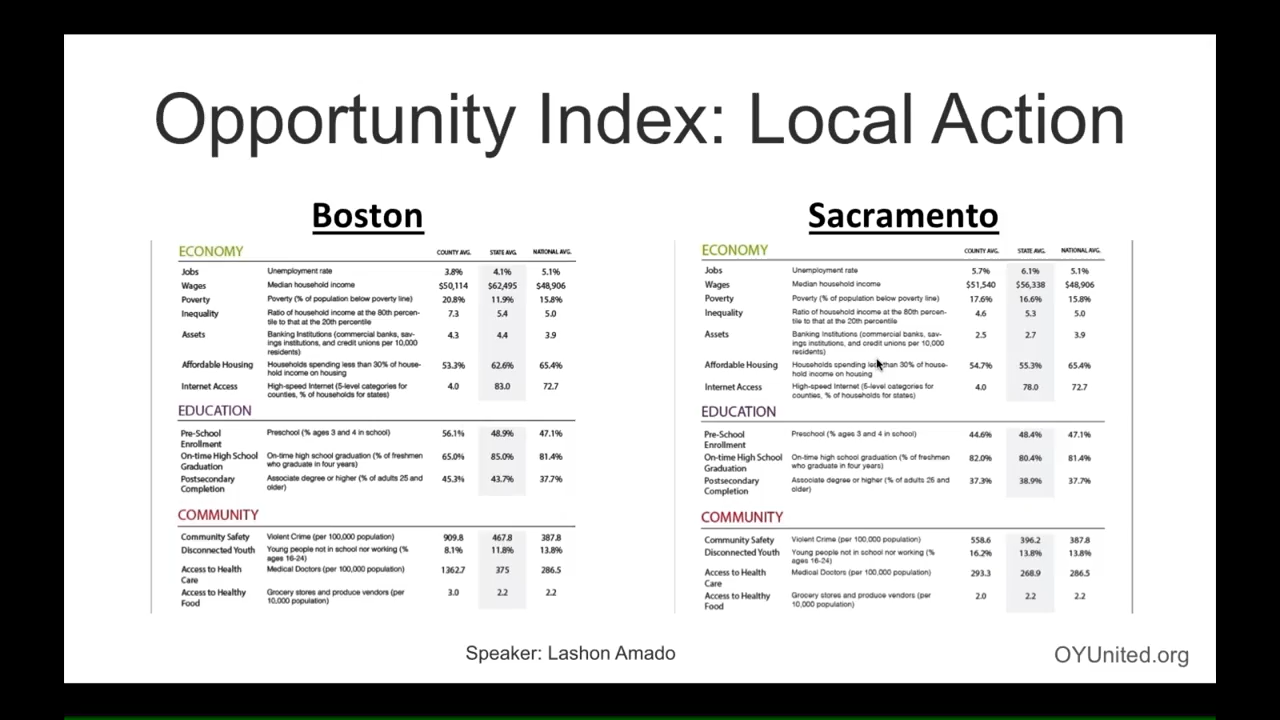 Opportunity Index: Local Action
Boston
ECONOMY COUNTY AVG. STATE AVG. NATIONAL AVG.
Jobs Unemployment rate 3.8% 4.1% 5.1%
Wages Median household income $50,114 $62,495 $48,906
Poverty Poverty (% of population below poverty line) 20.8% 11.9% 15.8%
Inequality Ratio of household income at the 80th percen- 7.3 5.4 5.0
tile to that at the 20th percentile
Assets Banking Institutions (commercial banks, sav- 4.3 4.4 3.9
ings institutions, and credit unions per 10,000
residents)
Affordable Housing Households spending less than 30% of house- 53.3% 62.6% 65.4%
hold income on housing
Internet Access High-speed Internet (5-level categories for 4.0 83.0 72.7
counties, % of households for states)
EDUCATION
Pre-School Preschool (% ages 3 and 4 in school) 56.1% 48.9% 47.1%
Enrollment
On-time High School On-time high school graduation (% of freshmen 65.0% 85.0% 81.4%
Graduation who graduate in four years)
Postsecondary Associate degree or higher (% of adults 25 and 45.3% 43.7% 37.7%
Completion older)
COMMUNITY
Community Safety Violent Crime (per 100,000 population) 909.8 467.8 387.8
Disconnected Youth Young people not in school nor working (% 8.1% 11.8% 13.8%
ages 16-24)
Access to Health Medical Doctors (per 100,000 population) 1362.7 375 286.5
Care
Access to Healthy Grocery stores and produce vendors (per 3.0 2.2 2.2
Food 10,000 population)
Sacramento
ECONOMY COUNTY AVG. STATE AVG. NATIONAL AVG.
Jobs Unemployment rate 5.7% 6.1% 5.1%
Wages Median household income $51,540 $56,338 $48,906
Poverty Poverty (% of population below poverty line) 17.6% 16.6% 15.8%
Inequality Ratio of household income at the 80th percen- 4.6 5.3 5.0
tile to that at the 20th percentile
Assets Banking Institutions (commercial banks, sav- 2.5 2.7 3.9
ings institutions, and credit unions per 10,000
residents)
Affordable Housing Households spending less than 30% of house- 54.7% 55.3% 65.4%
hold income on housing
Internet Access High-speed Internet (5-level categories for 4.0 78.0 72.7
counties, % of households for states)
EDUCATION
Pre-School Preschool (% ages 3 and 4 in school) 44.6% 48.4% 47.1%
Enrollment
On-time High School On-time high school graduation (% of freshmen 82.0% 80.4% 81.4%
Graduation who graduate in four years)
Postsecondary Associate degree or higher (% of adults 25 and 37.3% 38.9% 37.7%
Completion older)
COMMUNITY
Community Safety Violent Crime (per 100,000 population) 558.6 396.2 387.8
Disconnected Youth Young people not in school nor working (% 16.2% 13.8% 13.8%
ages 16-24)
Access to Health Medical Doctors (per 100,000 population) 293.3 268.9 286.5
Care
Access to Healthy Grocery stores and produce vendors (per 2.0 2.2 2.2
Food 10,000 population)
Speaker: Lashon Amado
OYUnited.org